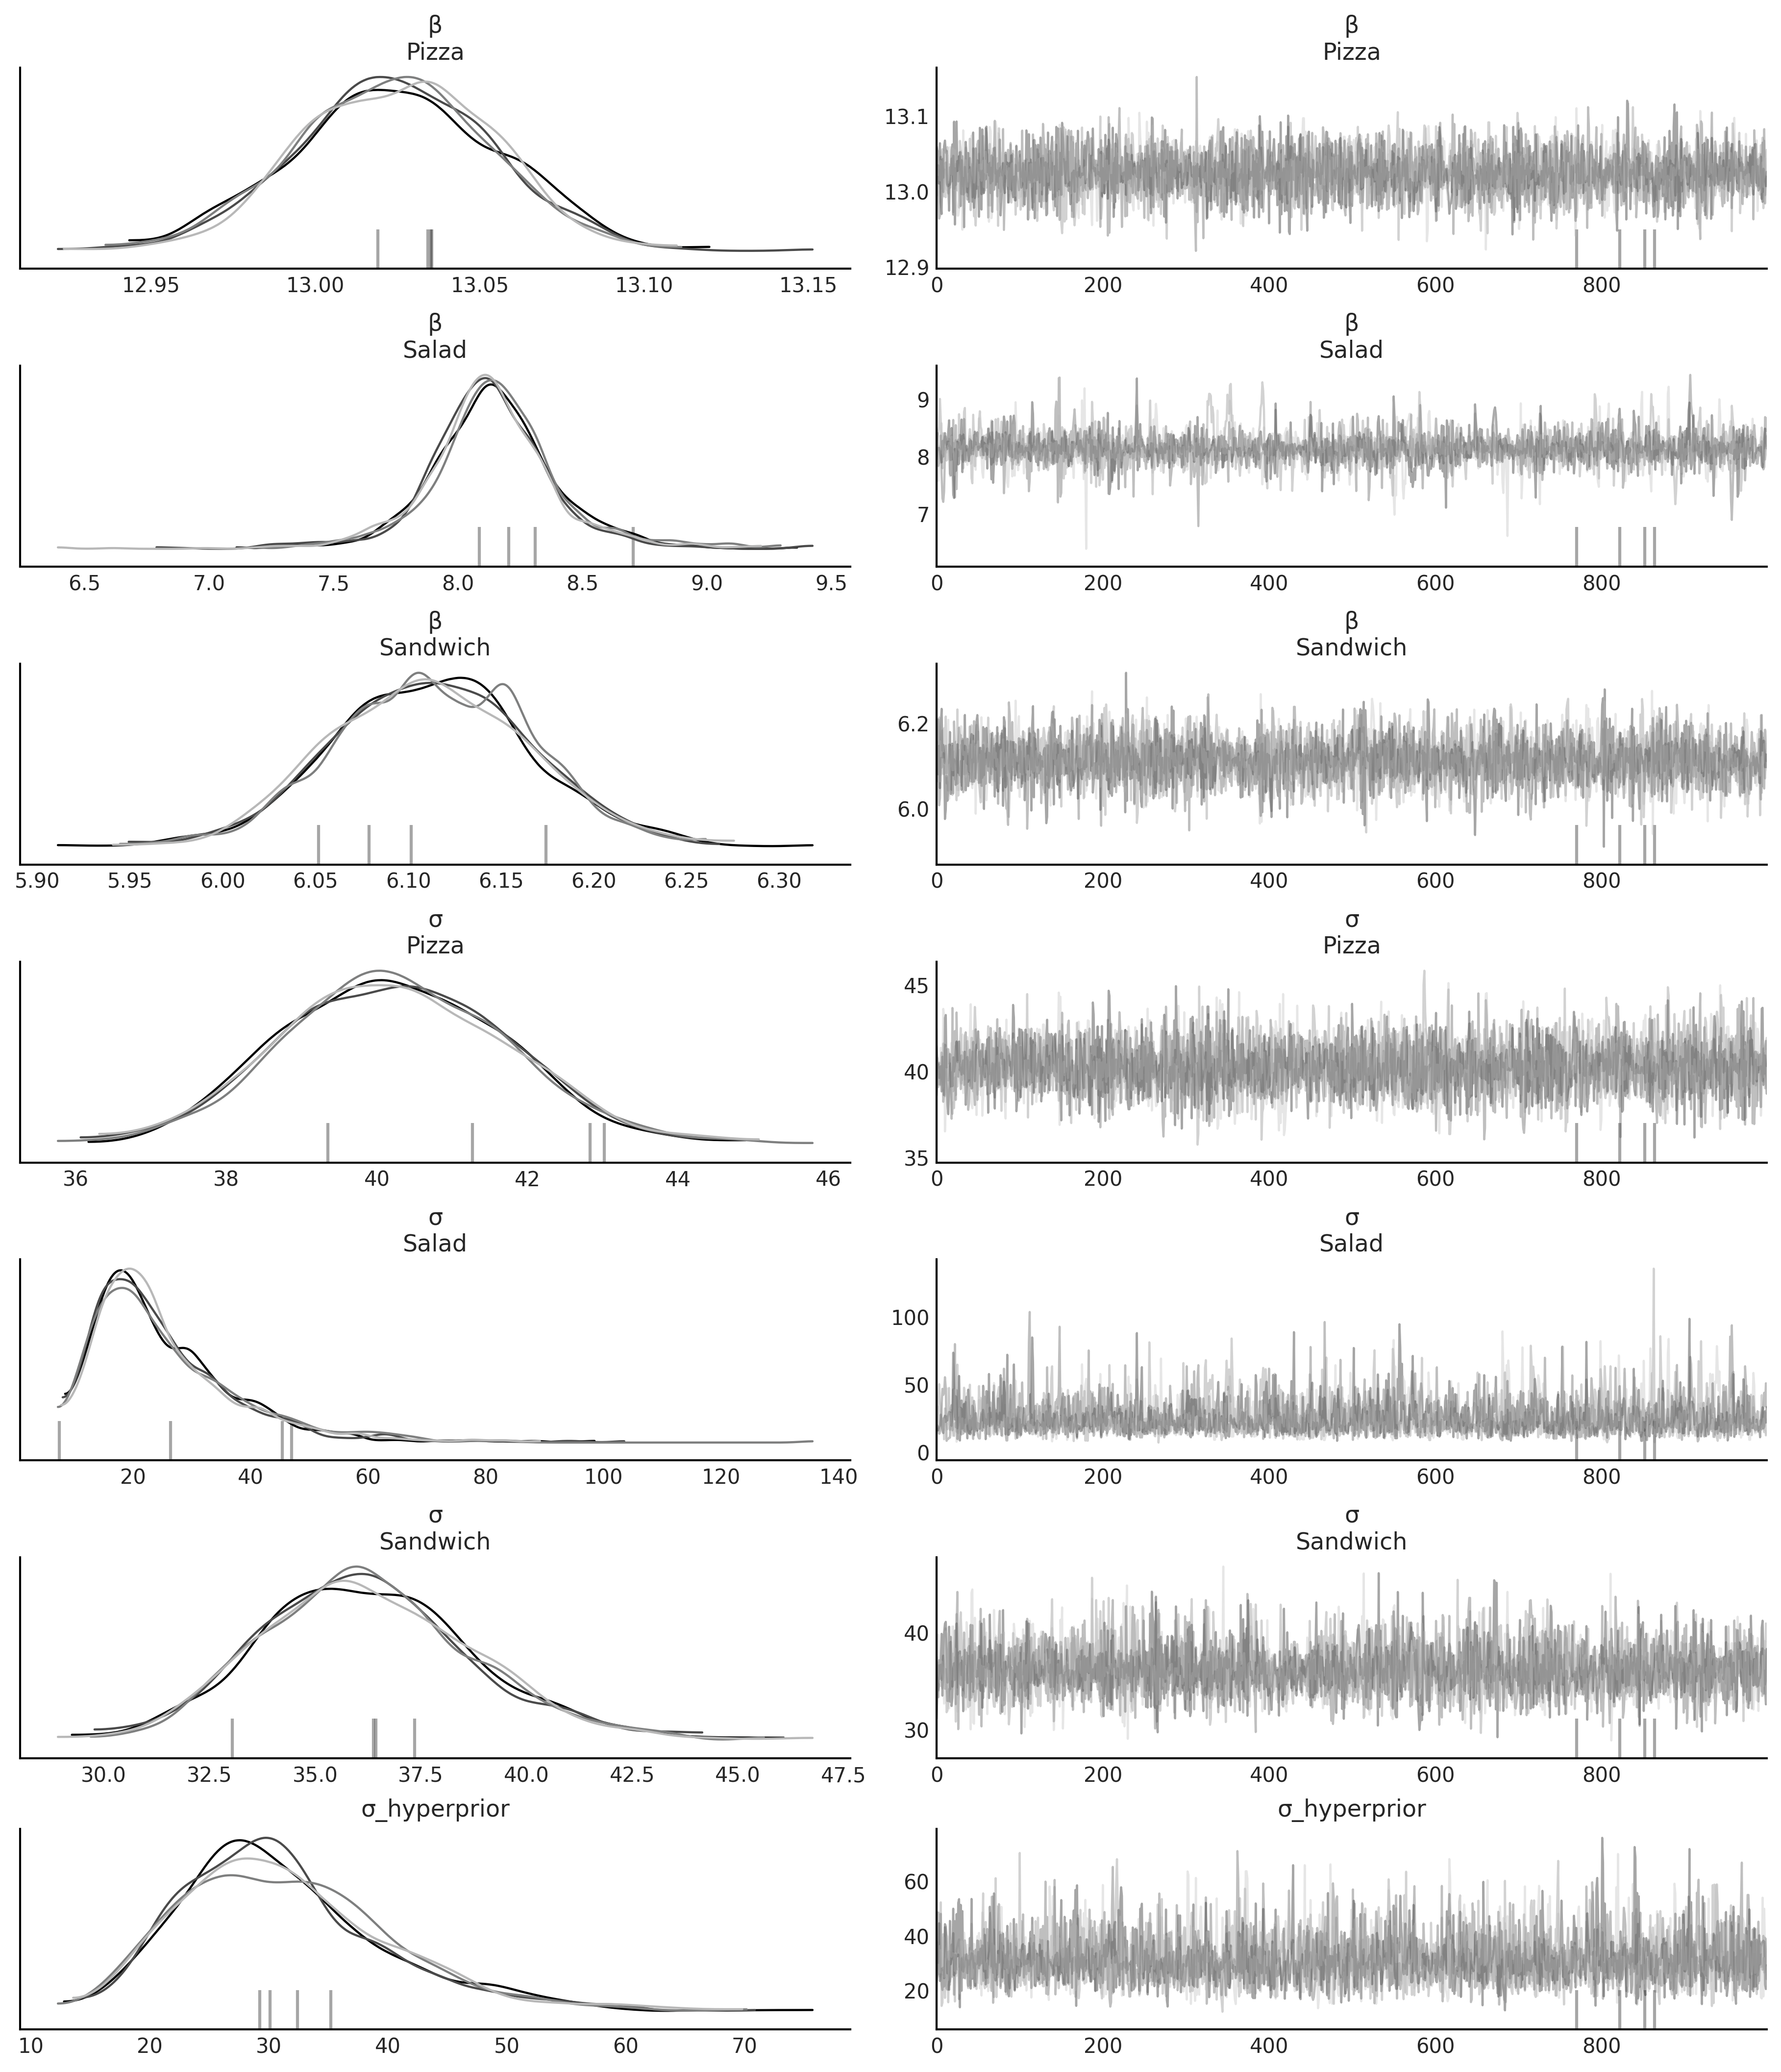 β
Pizza
12.95 13.00 13.05 13.10 13.15
β
Pizza
13.1
13.0
12.9
0 200 400 600 800
β
Salad
6.5 7.0 7.5 8.0 8.5 9.0 9.5
β
Salad
9
8
7
0 200 400 600 800
β
Sandwich
5.90 5.95 6.00 6.05 6.10 6.15 6.20 6.25 6.30
β
Sandwich
6.2
6.0
0 200 400 600 800
σ
Pizza
36 38 40 42 44 46
σ
Pizza
45
40
35
0 200 400 600 800
σ
Salad
20 40 60 80 100 120 140
σ
Salad
100
50
0
0 200 400 600 800
σ
Sandwich
30.0 32.5 35.0 37.5 40.0 42.5 45.0 47.5
σ
Sandwich
40
30
0 200 400 600 800
σ_hyperprior
10 20 30 40 50 60 70
σ_hyperprior
60
40
20
0 200 400 600 800